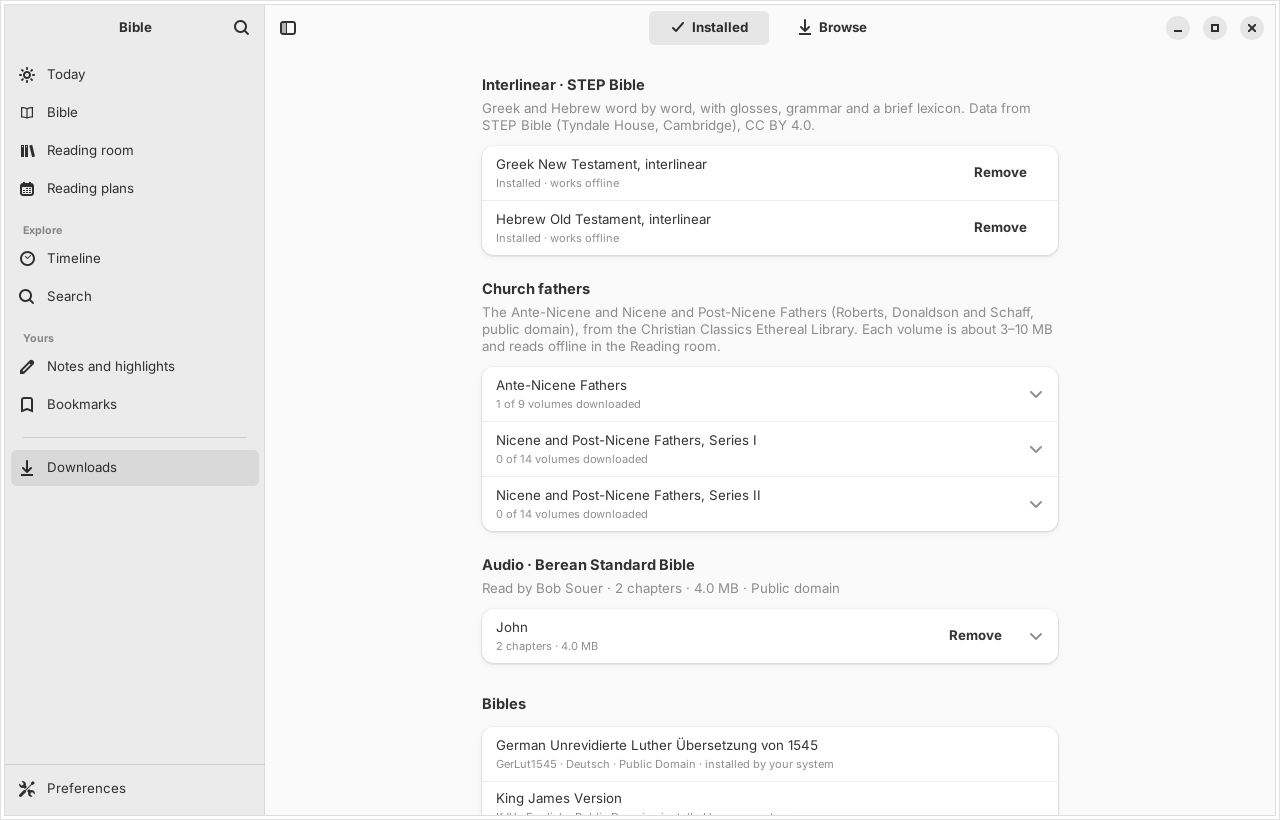 Bible
Installed
Browse
Today
Bible
Reading room
Reading plans
Explore
Timeline
Search
Yours
Notes and highlights
Bookmarks
Downloads
Preferences
Interlinear · STEP Bible
Greek and Hebrew word by word, with glosses, grammar and a brief lexicon. Data from
STEP Bible (Tyndale House, Cambridge), CC BY 4.0.
Greek New Testament, interlinear
Installed · works offline
Remove
Hebrew Old Testament, interlinear
Installed · works offline
Remove
Church fathers
The Ante-Nicene and Nicene and Post-Nicene Fathers (Roberts, Donaldson and Schaff,
public domain), from the Christian Classics Ethereal Library. Each volume is about 3–10 MB
and reads offline in the Reading room.
Ante-Nicene Fathers
1 of 9 volumes downloaded
Nicene and Post-Nicene Fathers, Series I
0 of 14 volumes downloaded
Nicene and Post-Nicene Fathers, Series II
0 of 14 volumes downloaded
Audio · Berean Standard Bible
Read by Bob Souer · 2 chapters · 4.0 MB · Public domain
John
2 chapters · 4.0 MB
Remove
Bibles
German Unrevidierte Luther Übersetzung von 1545
GerLut1545 · Deutsch · Public Domain · installed by your system
King James Version